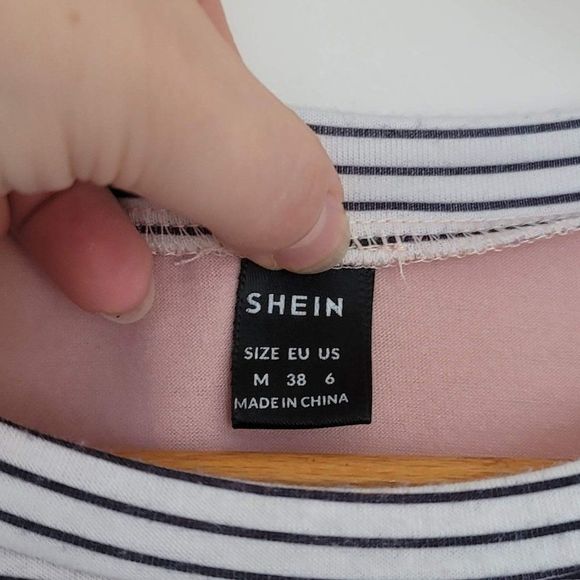 SHEIN
SIZE EU US
M 38 6
MADE IN CHINA